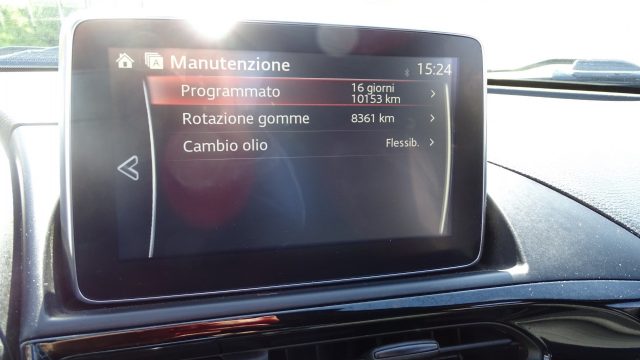 A Manutenzione 15:24
Programmato 16 giorni
10153 km
Rotazione gomme 8361 km
Cambio olio Flessib.